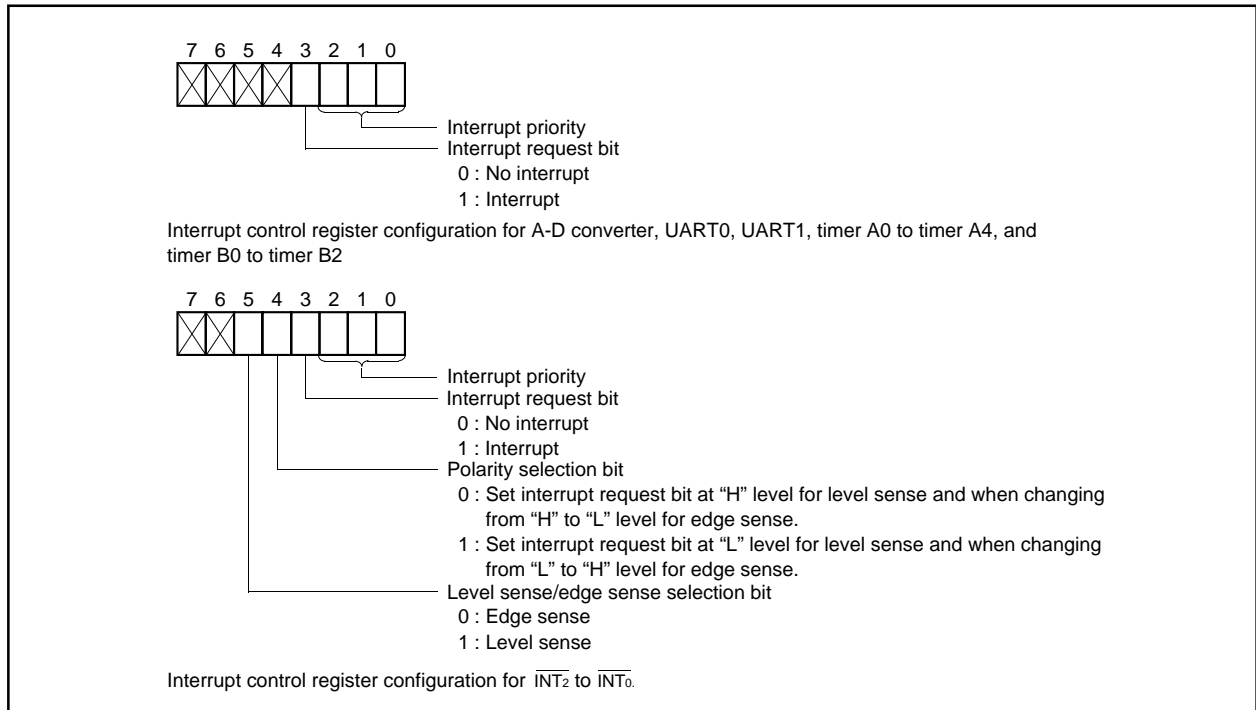 7 6 5 4 3 2 1 0
Interrupt priority
Interrupt request bit
0 : No interrupt
1 : Interrupt
Interrupt control register configuration for A-D converter, UART0, UART1, timer A0 to timer A4, and
timer B0 to timer B2
7 6 5 4 3 2 1 0
Interrupt priority
Interrupt request bit
0 : No interrupt
1 : Interrupt
Polarity selection bit
0 : Set interrupt request bit at “H” level for level sense and when changing
from “H” to “L” level for edge sense.
1 : Set interrupt request bit at “L” level for level sense and when changing
from “L” to “H” level for edge sense.
Level sense/edge sense selection bit
0 : Edge sense
1 : Level sense
Interrupt control register configuration for INT2 to INT0.